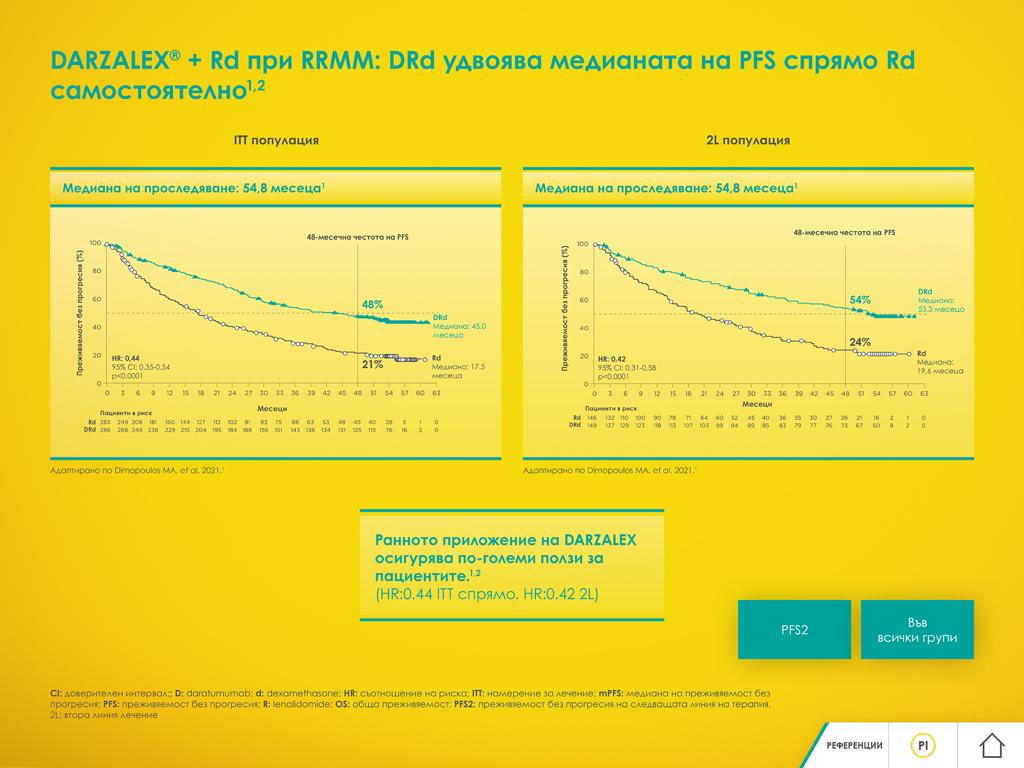 DARZALEX® + Rd при RRMM: DRd удвоява медианата на PFS спрямо Rd
самостоятелно1,2
ITT популация
Медиана на проследяване: 54,8 месеца1
48-месечна честота на PFS
Преживяемост без прогресия (%)
100
80
60
40
20
0
48%
21%
DRd
Медиана: 45.0
месеца
Rd
Медиана: 17.5
месеца
HR: 0,44
95% CI: 0.35-0.54
p<0.0001
0 3 6 9 12 15 18 21 24 27 30 33 36 39 42 45 48 51 54 57 60 63
Месеци
Пациенти в риск
Rd 283 249 206 181 160 144 127 112 102 91 83 75 66 63 53 48 45 40 28 5 1 0
DRd 286 266 249 238 229 215 204 195 184 168 156 151 143 136 134 131 125 115 76 16 3 0
Адаптирано по Dimopoulos MA, et al. 2021.1
2L популация
Медиана на проследяване: 54,8 месеца1
48-месечна честота на PFS
Преживяемост без прогресия (%)
100
80
60
40
20
0
54%
24%
DRd
Медиана:
53.3 месеца
Rd
Медиана:
19,6 месеца
HR: 0,42
95% CI: 0.31-0.58
p<0.0001
0 3 6 9 12 15 18 21 24 27 30 33 36 39 42 45 48 51 54 57 60 63
Месеци
Пациенти в риск
Rd 146 132 110 100 90 78 71 64 60 52 45 40 36 35 30 27 26 21 16 2 1 0
DRd 149 137 129 123 118 113 107 103 99 94 89 85 83 79 77 76 73 67 50 8 2 0
Адаптирано по Dimopoulos MA, et al. 2021.1
Ранното приложение на DARZALEX
осигурява по-големи ползи за
пациентите.1,2
(HR:0.44 ITT спрямо. HR:0.42 2L)
PFS2
Във
всички групи
CI: доверителен интервал;; D: daratumumab; d: dexamethasone; HR: съотношение на риска; ITT: намерение за лечение; mPFS: медиана на преживяемост без
прогресия; PFS: преживяемост без прогресия; R: lenalidomide; OS: обща преживяемост; PFS2: преживяемост без прогресия на следващата линия на терапия.
2L: втора линия лечение
РЕФЕРЕНЦИИ
PI